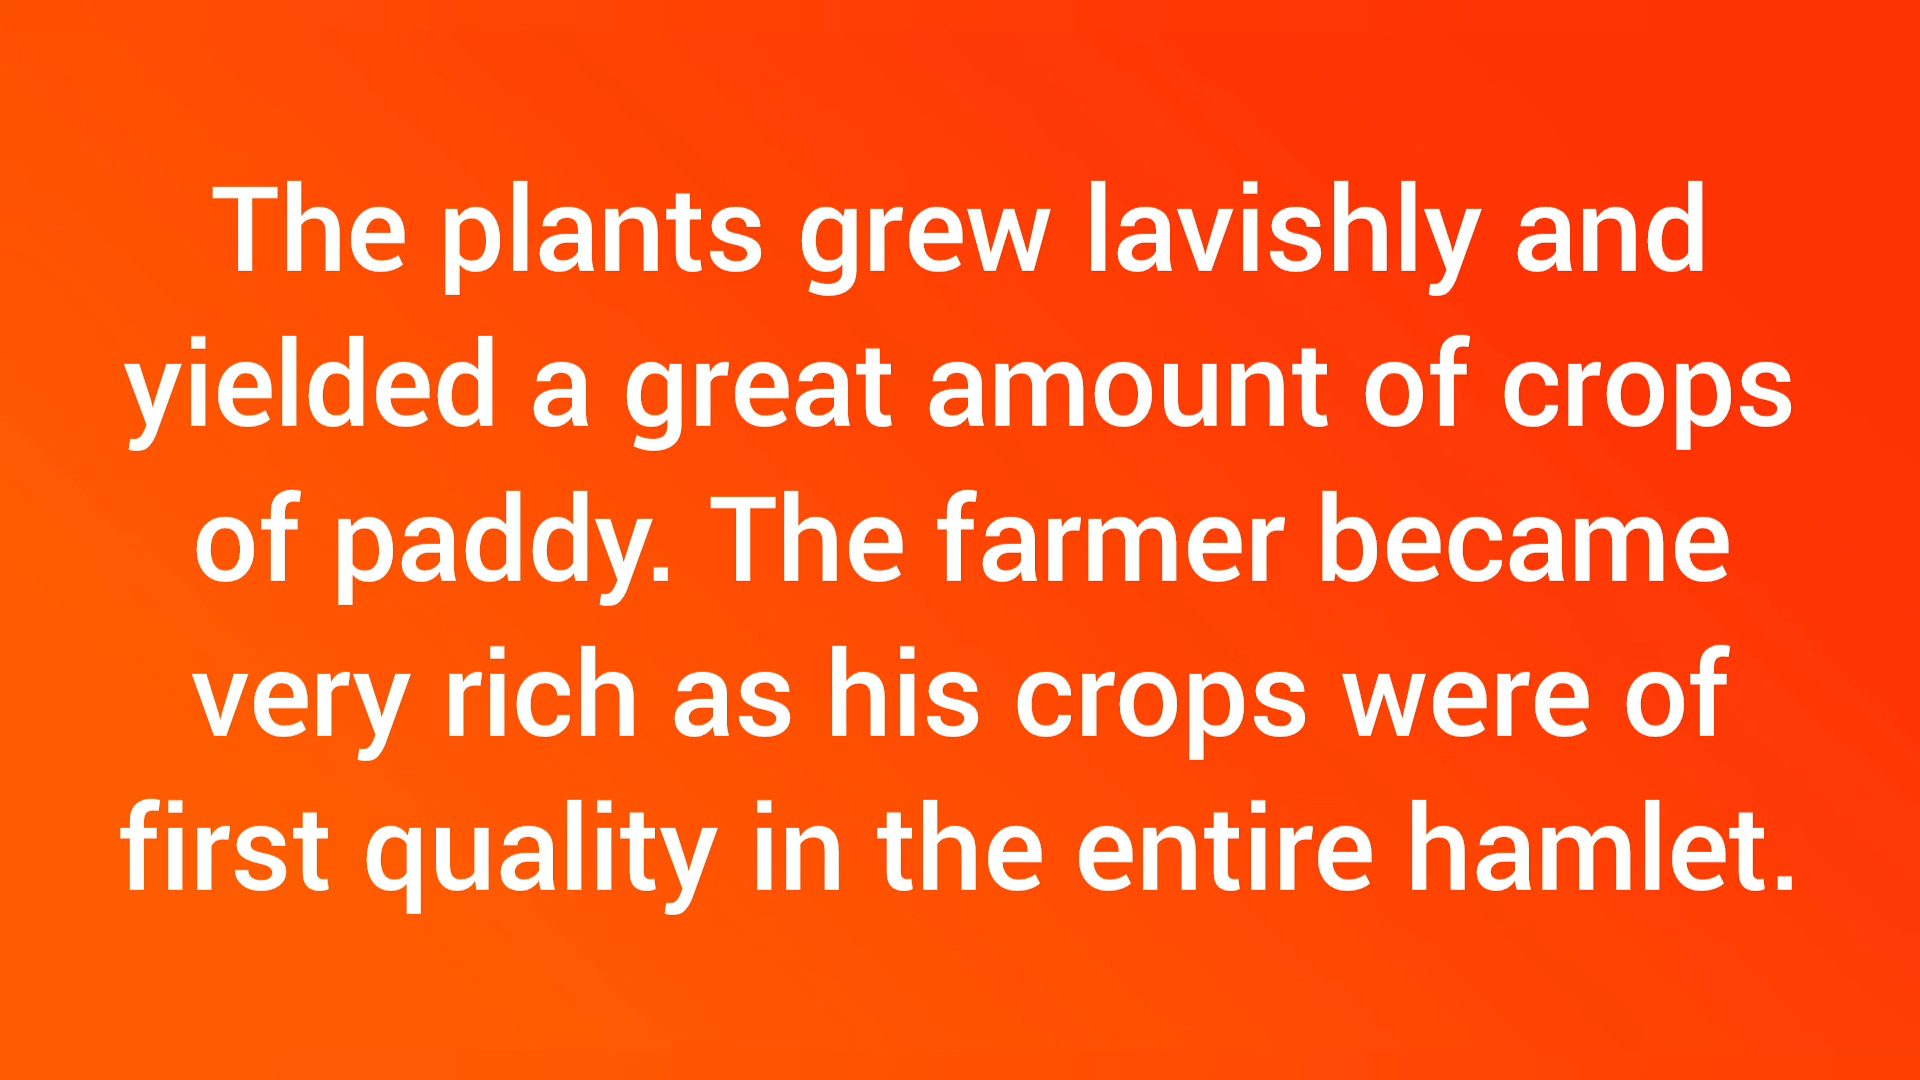 The plants grew lavishly and
yielded a great amount of crops
of paddy. The farmer became
very rich as his crops were of
first quality in the entire hamlet.